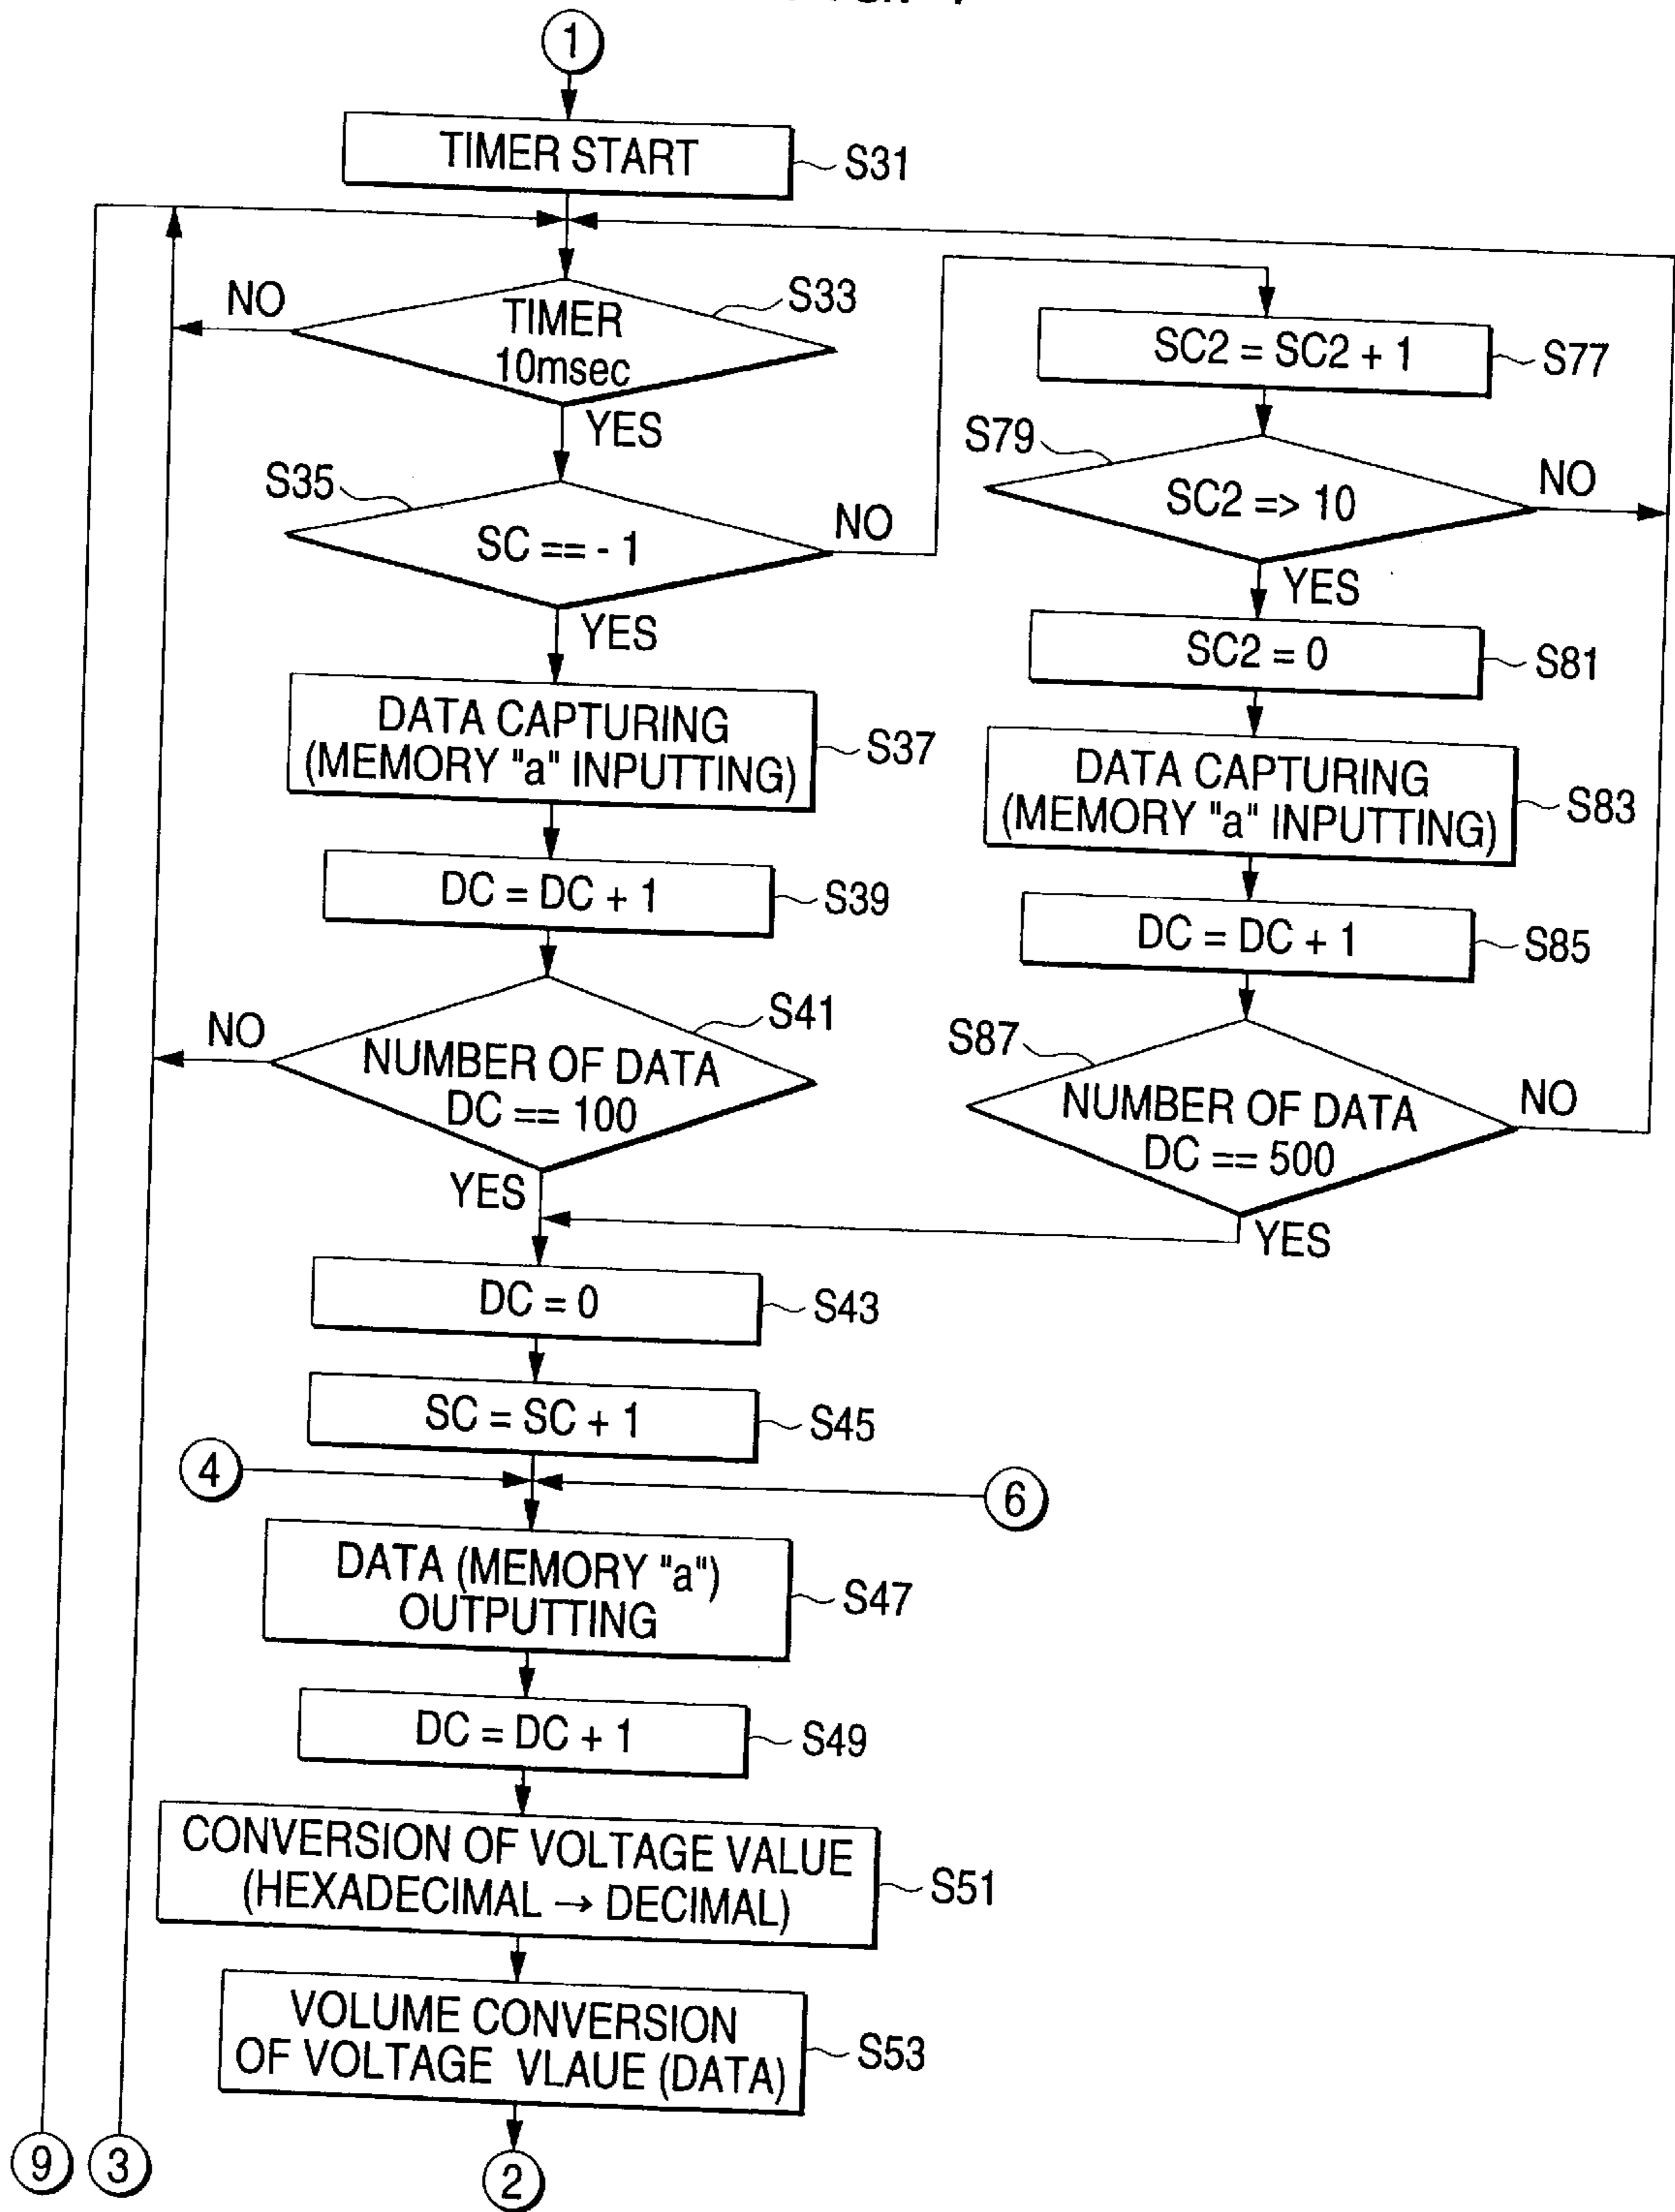 1
TIMER START
S31
NO
TIMER
10msec
S33
YES
S35
SC == - 1
NO
YES
DATA CAPTURING
(MEMORY "a" INPUTTING)
S37
DC = DC + 1
S39
NO
NUMBER OF DATA
DC == 100
S41
YES
SC2 = SC2 + 1
S77
S79
SC2 => 10
NO
YES
SC2 = 0
S81
DATA CAPTURING
(MEMORY "a" INPUTTING)
S83
DC = DC + 1
S85
S87
NUMBER OF DATA
DC == 500
NO
YES
DC = 0
S43
SC = SC + 1
S45
4
6
DATA (MEMORY "a")
OUTPUTTING
S47
DC = DC + 1
S49
CONVERSION OF VOLTAGE VALUE
(HEXADECIMAL → DECIMAL)
S51
VOLUME CONVERSION
OF VOLTAGE VLAUE (DATA)
S53
9
3
2